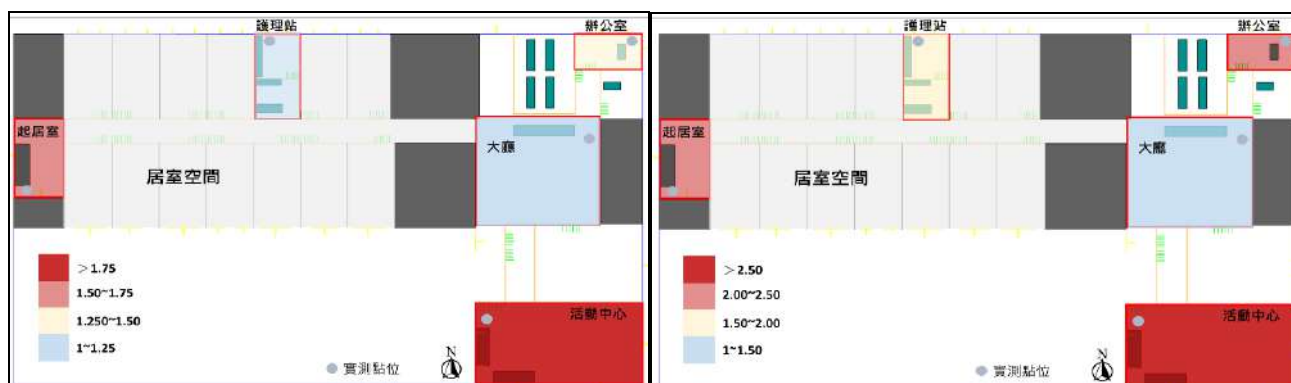 護理站
辦公室
起居室
大廳
居室空間
＞1.75
1.50~1.75
1.250~1.50
1~1.25
活動中心
N
實測點位
護理站
辦公室
起居室
大廳
居室空間
＞2.50
2.00~2.50
1.50~2.00
1~1.50
活動中心
N
實測點位